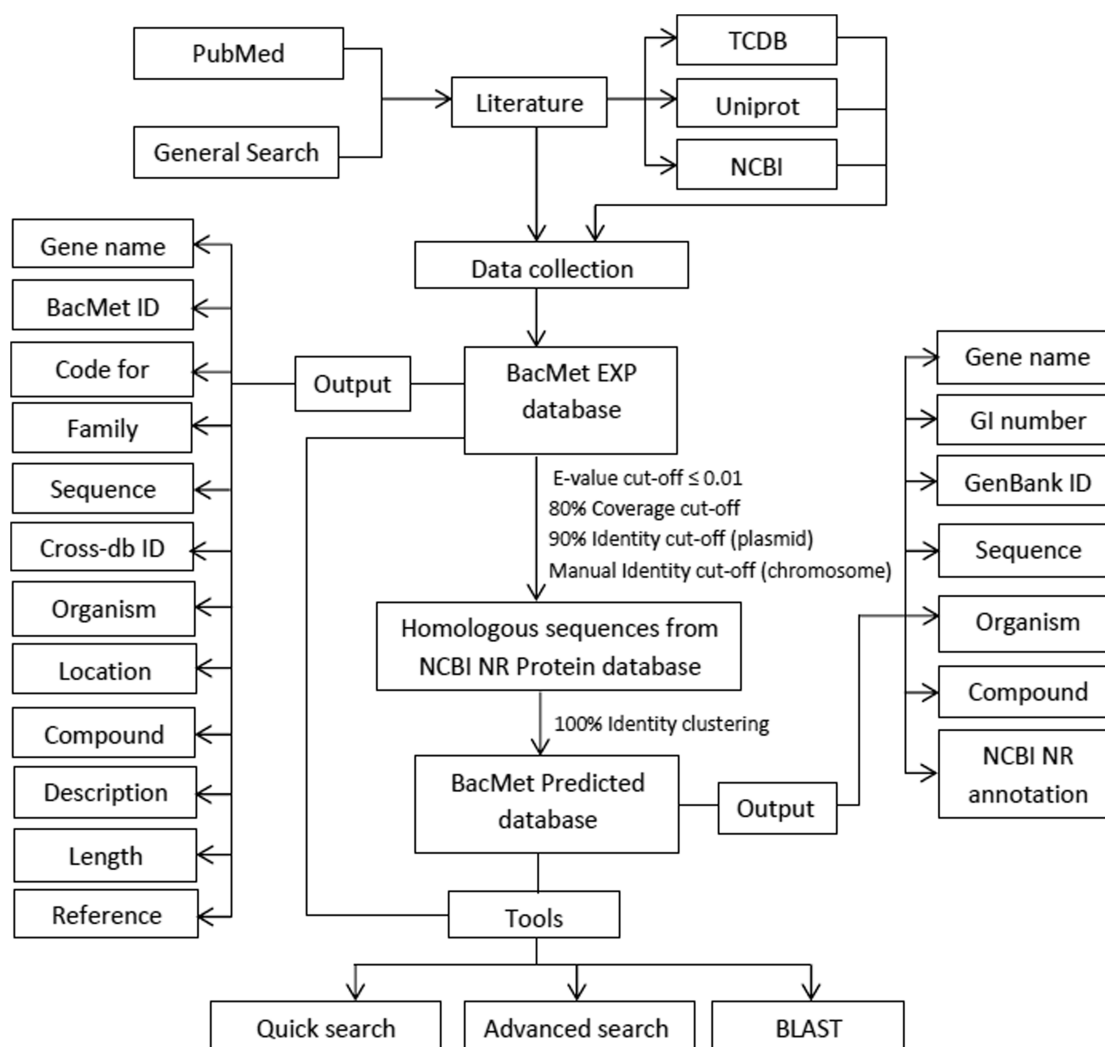 PubMed
General Search
Literature
TCDB
Uniprot
NCBI
Data collection
Gene name
BacMet ID
Code for
Family
Sequence
Cross-db ID
Organism
Location
Compound
Description
Length
Reference
Output
BacMet EXP
database
E-value cut-off ≤ 0.01
80% Coverage cut-off
90% Identity cut-off (plasmid)
Manual Identity cut-off (chromosome)
Homologous sequences from
NCBI NR Protein database
100% Identity clustering
BacMet Predicted
database
Output
Gene name
GI number
GenBank ID
Sequence
Organism
Compound
NCBI NR
annotation
Tools
Quick search
Advanced search
BLAST